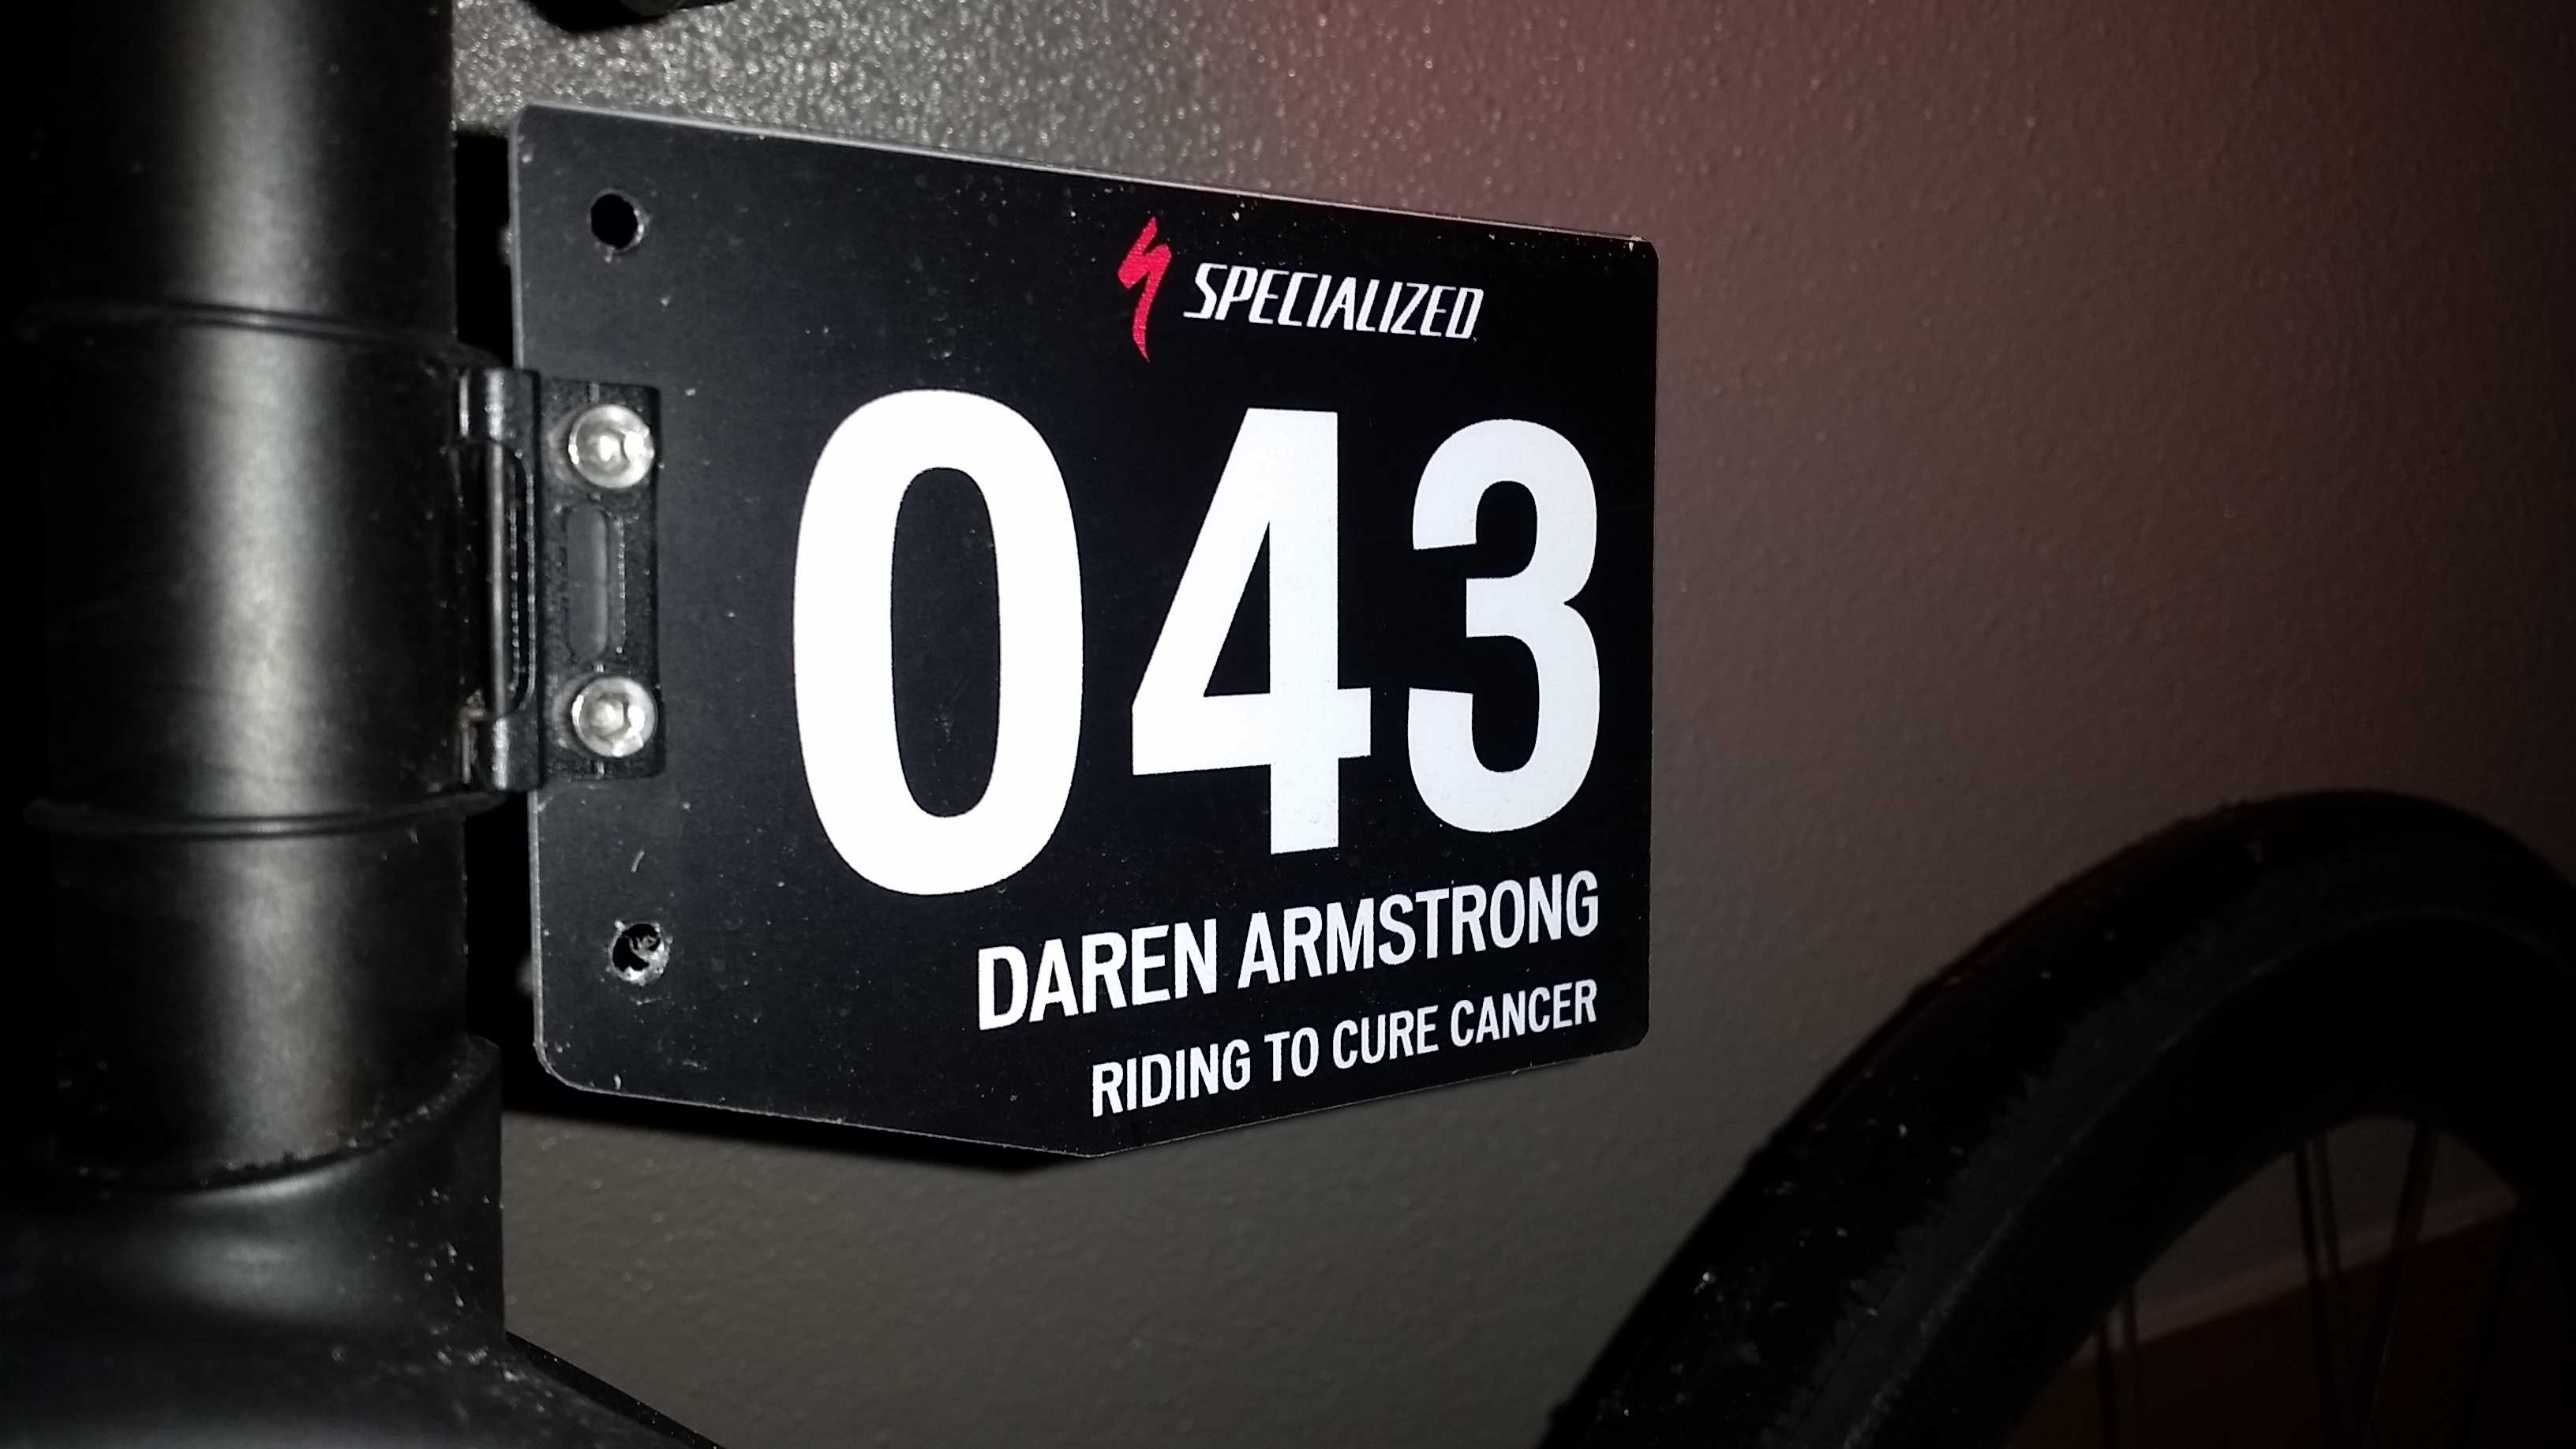 SPECIALIZED
043
DAREN ARMSTRONG
RIDING TO CURE CANCER